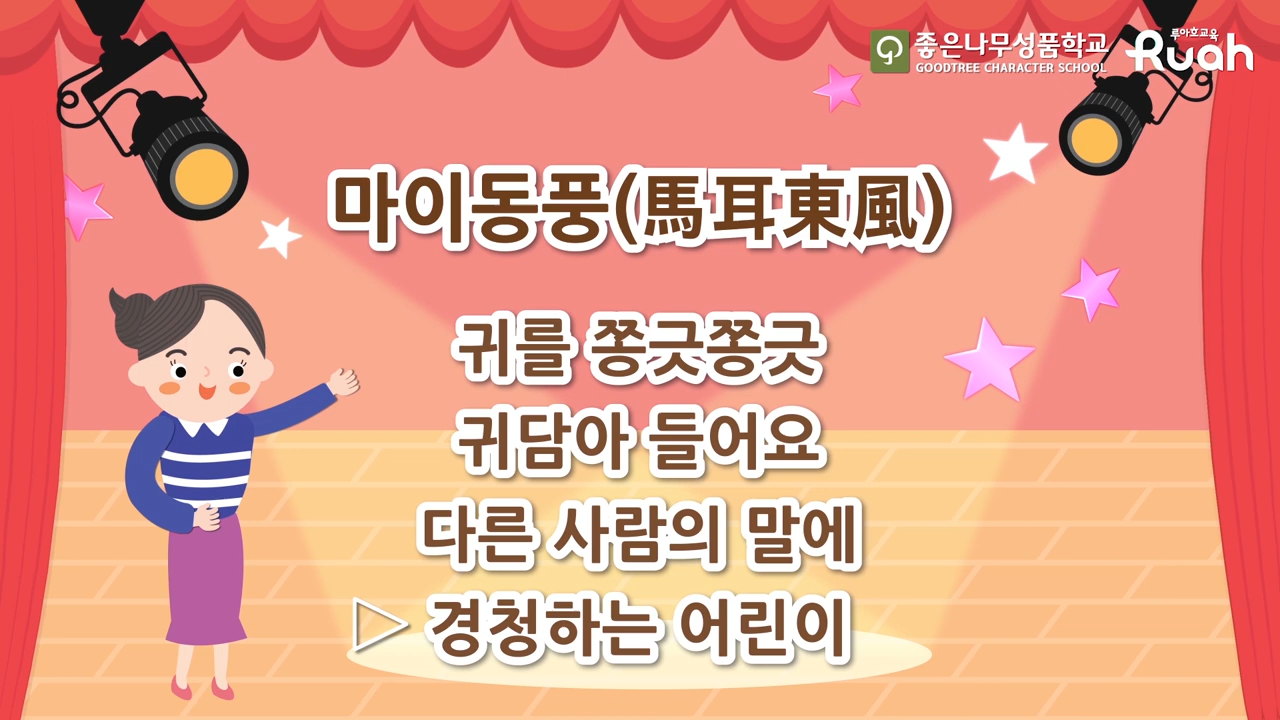 좋은나무성품학교
GOODTREE CHARACTER SCHOOL
루아흐교육
Ruah
마이동풍(馬耳東風)
귀를 쫑긋쫑긋
귀담아 들어요
다른 사람의 말에
▷ 경청하는 어린이